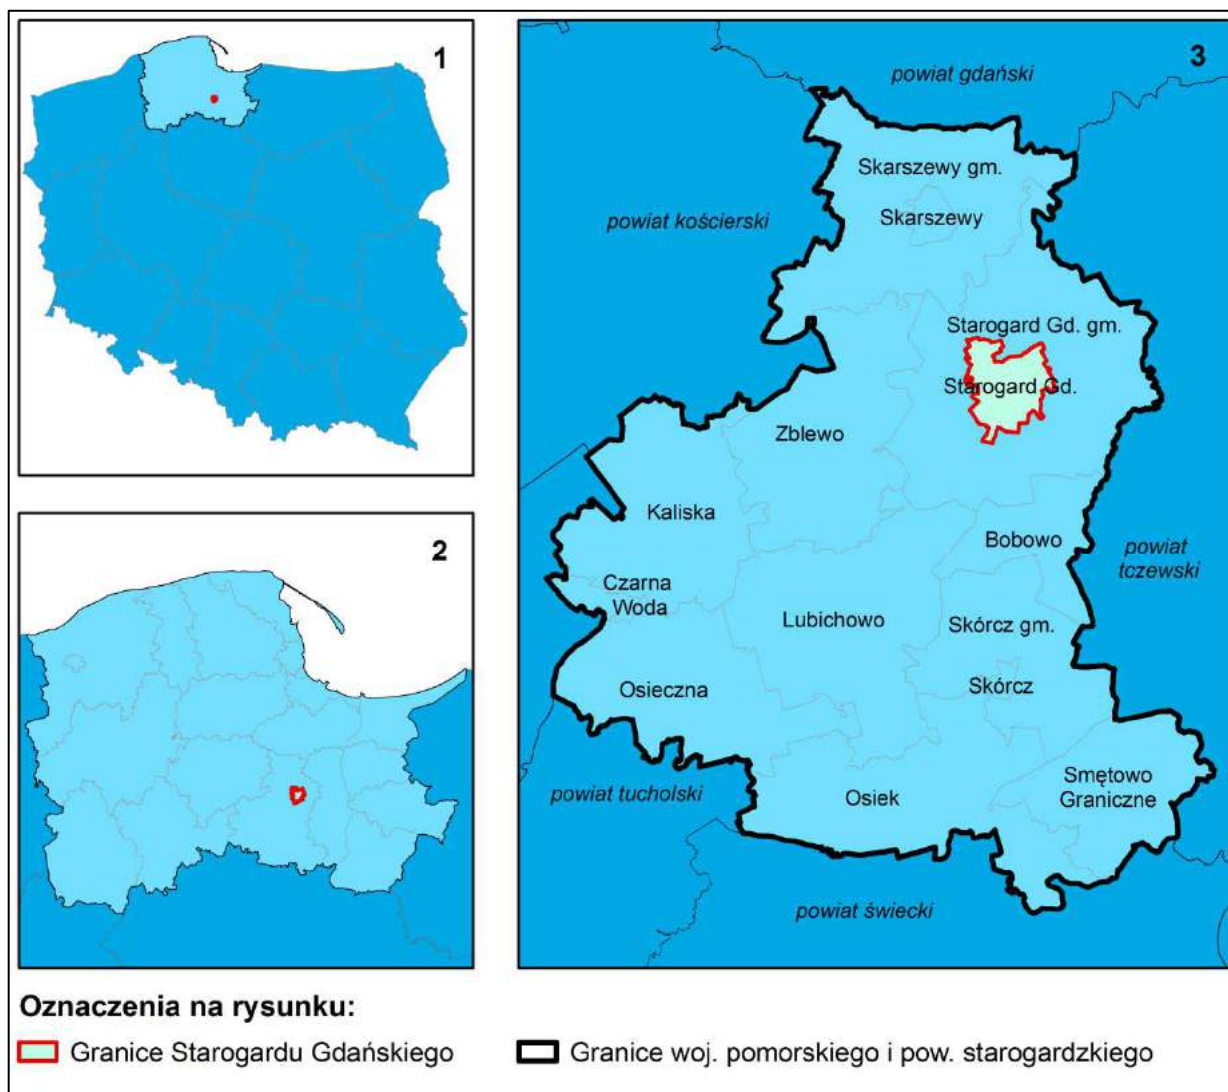 1
2
3
powiat gdański
Skarszewy gm.
powiat kościerski
Skarszewy
Starogard Gd. gm.
Starogard Gd.
Zblewo
Kaliska
Bobowo
powiat
tczewski
Czarna
Woda
Lubichowo
Skórcz gm.
Osieczna
Skórcz
powiat tucholski
Osiek
Smętowo
Graniczne
powiat świecki
Oznaczenia na rysunku:
Granice Starogardu Gdańskiego
Granice woj. pomorskiego i pow. starogardzkiego